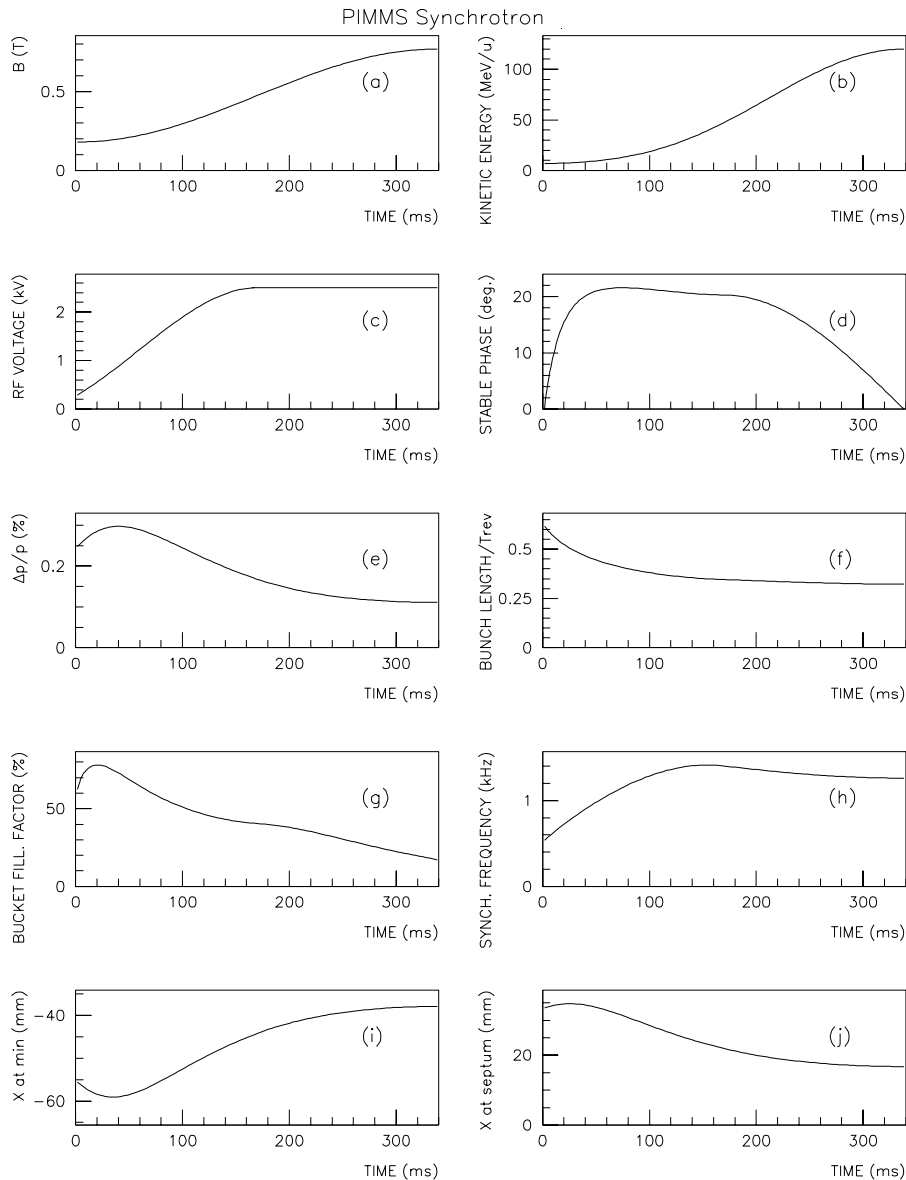 PIMMS Synchrotron
B (T)
0.5
0
(a)
0 100 200 300
TIME (ms)
KINETIC ENERGY (MeV/u)
100
50
0
(b)
0 100 200 300
TIME (ms)
RF VOLTAGE (kV)
2
1
0
(c)
0 100 200 300
TIME (ms)
STABLE PHASE (deg.)
20
10
0
(d)
0 100 200 300
TIME (ms)
Δp/p (%)
0.2
0
(e)
0 100 200 300
TIME (ms)
BUNCH LENGTH/Trev
0.5
0.25
0
(f)
0 100 200 300
TIME (ms)
BUCKET FILL. FACTOR (%)
50
0
(g)
0 100 200 300
TIME (ms)
SYNCH. FREQUENCY (kHz)
1
0
(h)
0 100 200 300
TIME (ms)
X at min (mm)
−40
−60
(i)
0 100 200 300
TIME (ms)
X at septum (mm)
20
0
(j)
0 100 200 300
TIME (ms)